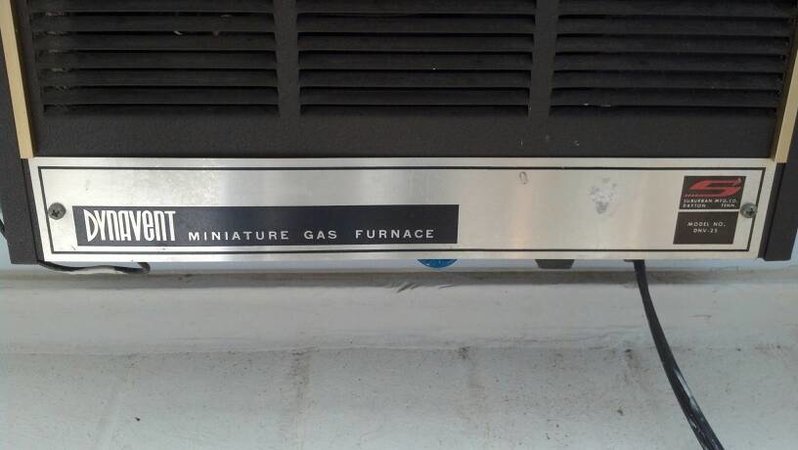 DYNAVENT MINIATURE GAS FURNACE
S
SUBURBAN MFG. CO.
DAYTON TENN.
MODEL NO.
DNV-25